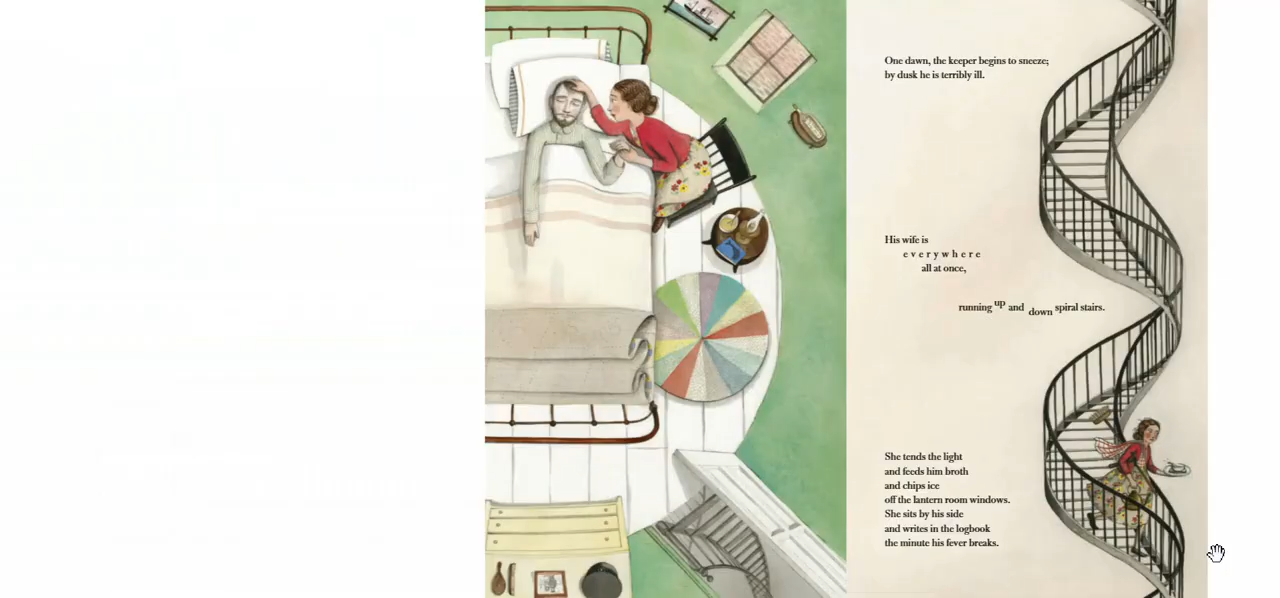 One dawn, the keeper begins to sneeze;
by dusk he is terribly ill.
His wife is
everywhere
all at once,
running up and down spiral stairs.
She tends the light
and feeds him broth
and chips ice
off the lantern room windows.
She sits by his side
and writes in the logbook
the minute his fever breaks.